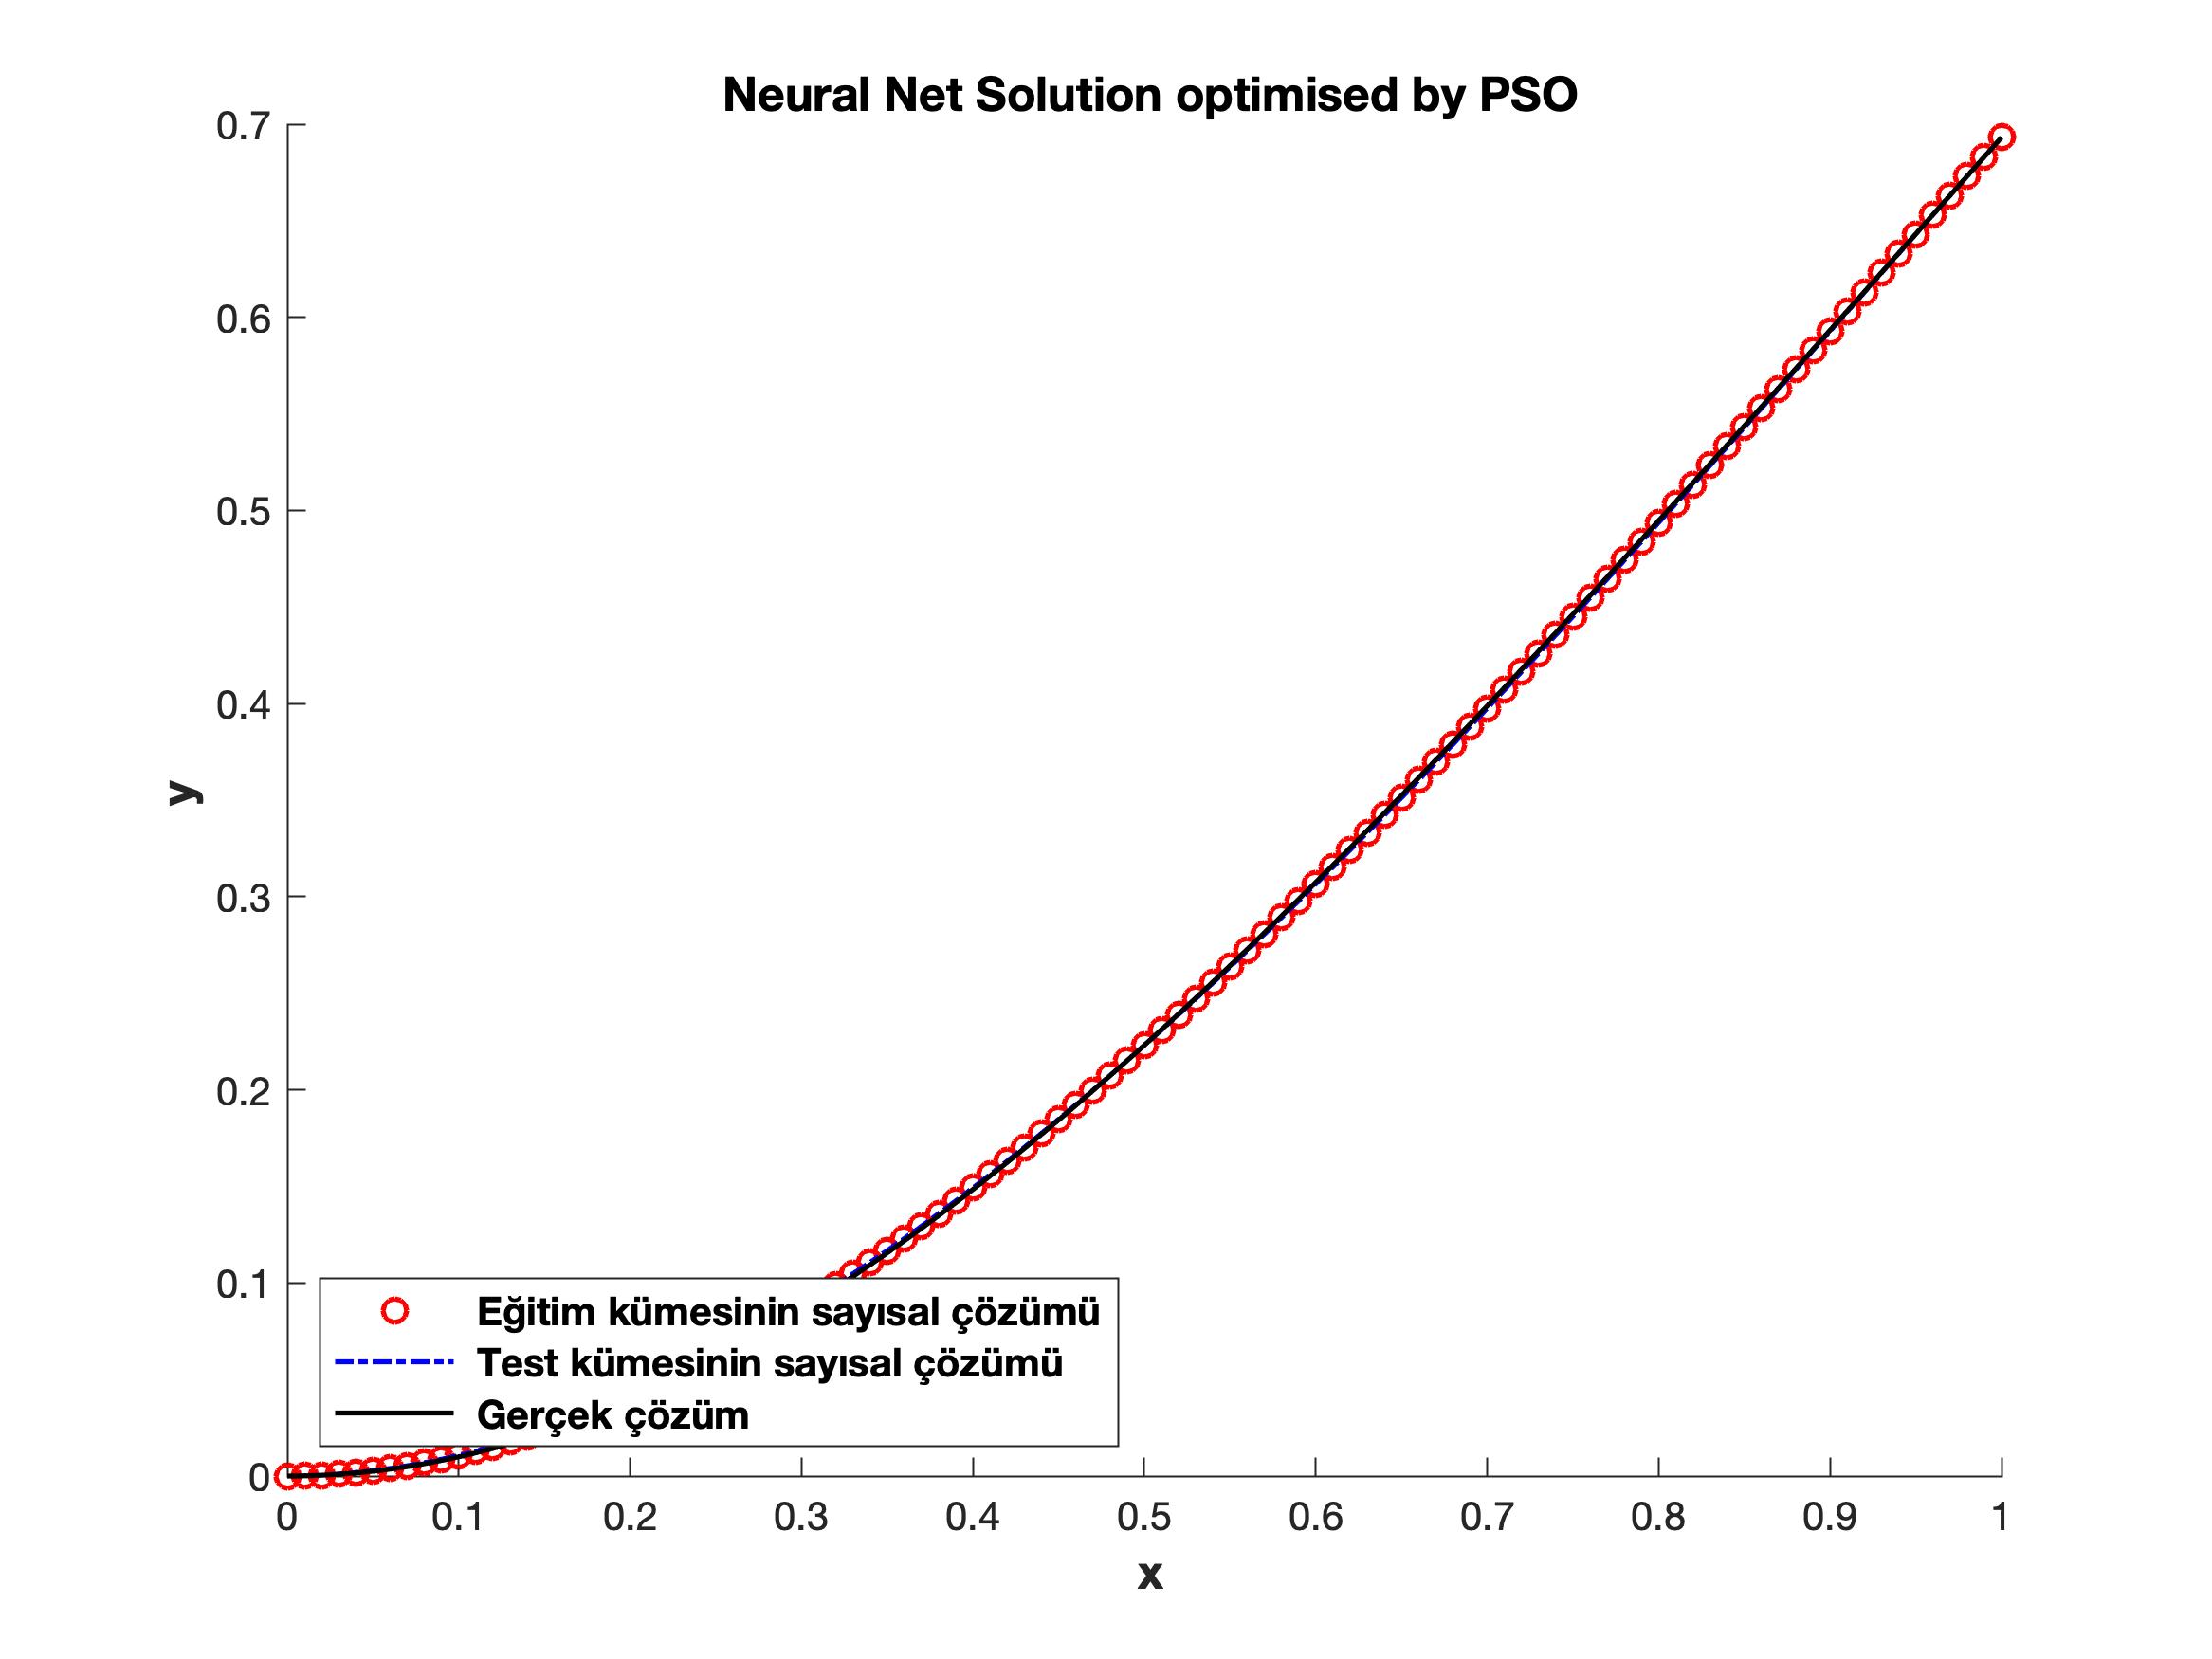 Neural Net Solution optimised by PSO
0.7
0.6
0.5
0.4
0.3
0.2
0.1
0
y
Eğitim kümesinin sayısal çözümü
Test kümesinin sayısal çözümü
Gerçek çözüm
0 0.1 0.2 0.3 0.4 0.5 0.6 0.7 0.8 0.9 1
x